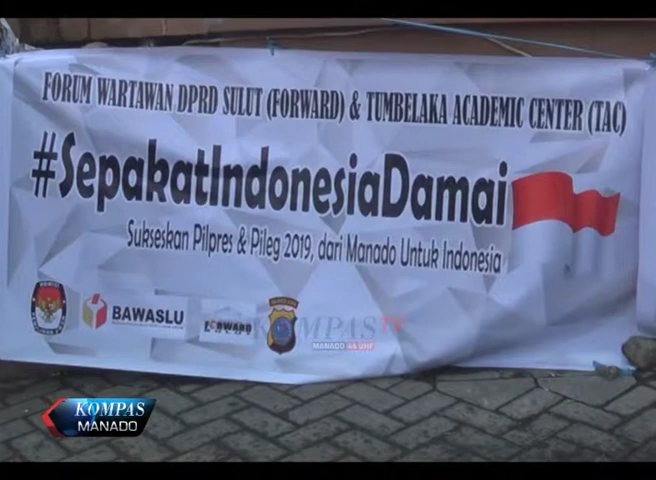 FORUM WARTAWAN DPRD SULUT (FORWARD) & TUMBELAKA ACADEMIC CENTER (TAC)
#SepakatIndonesiaDamai
Sukseskan Pilpres & Pileg 2019, dari Manado Untuk Indonesia
BAWASLU
KOMPAS TV
MANADO
KOMPAS
MANADO